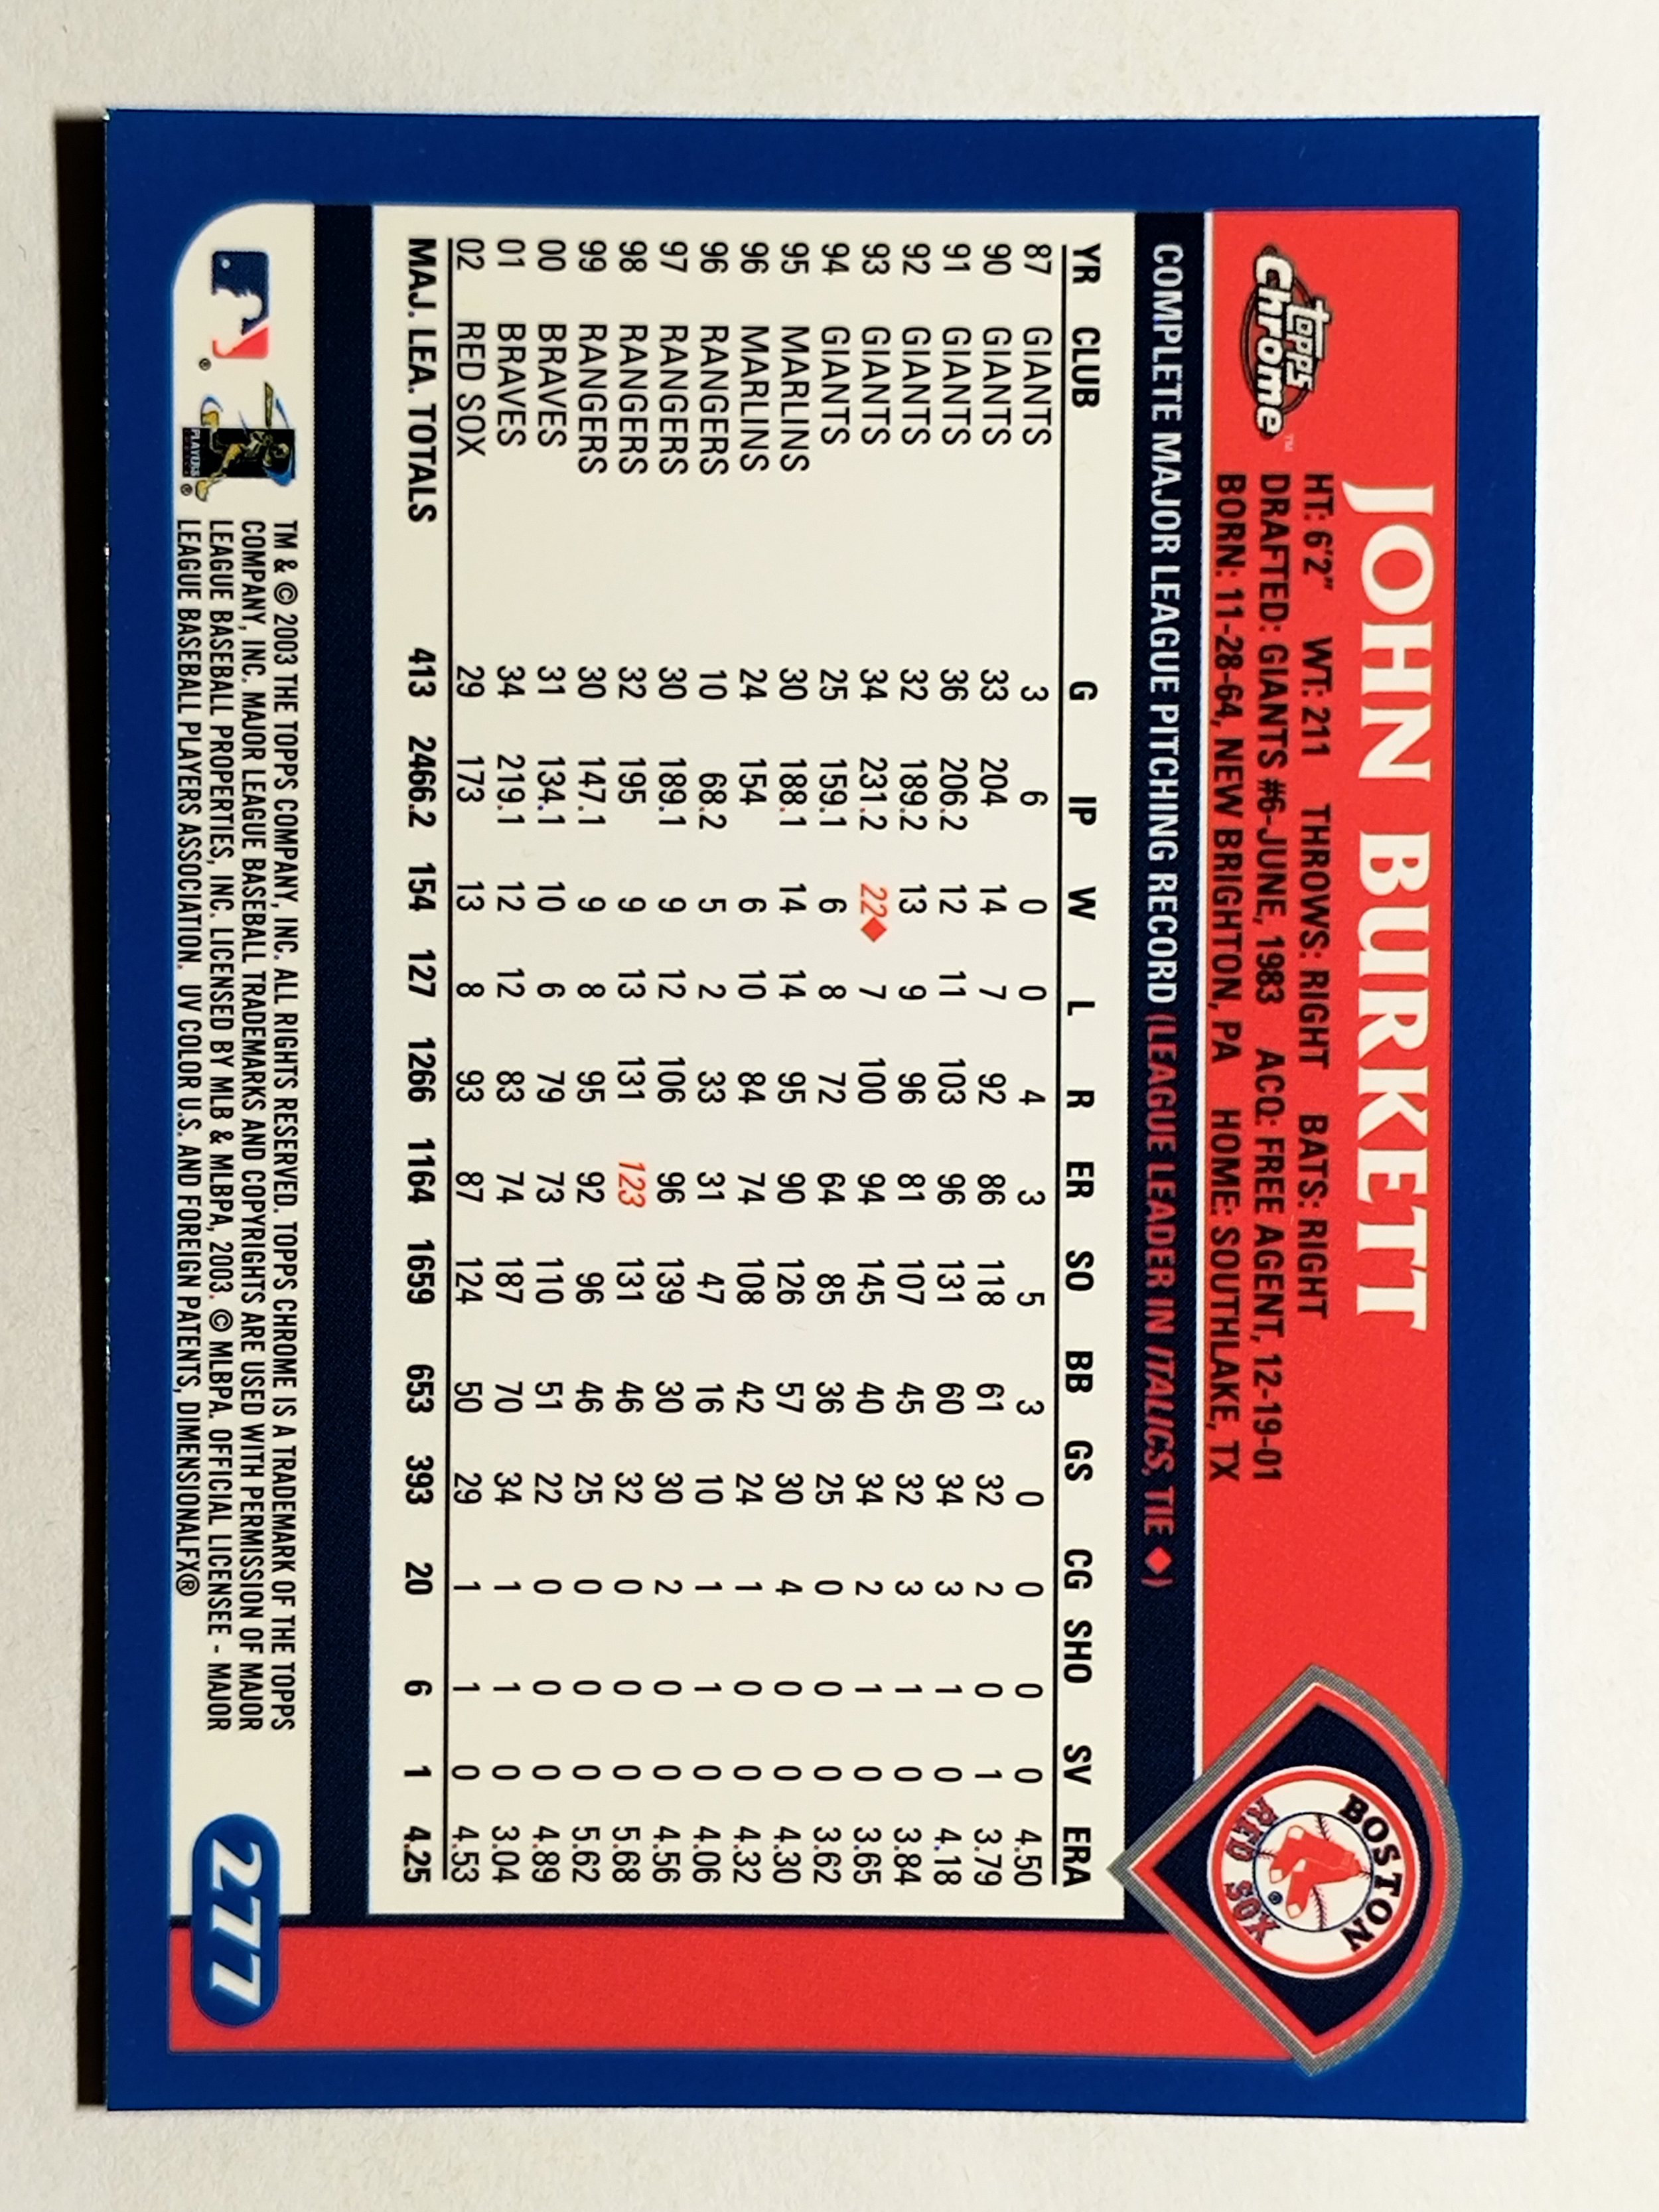 JOHN BURKETT
Topps Chrome™
HT: 6'2" WT: 211 THROWS: RIGHT BATS: RIGHT
DRAFTED: GIANTS #6-JUNE, 1983 ACQ: FREE AGENT, 12-19-01
BORN: 11-28-64, NEW BRIGHTON, PA HOME: SOUTHLAKE, TX
BOSTON
RED SOX
®
COMPLETE MAJOR LEAGUE PITCHING RECORD (LEAGUE LEADER IN ITALICS, TIE ◆)
YR CLUB G IP W L R ER SO BB GS CG SHO SV ERA
87 GIANTS 3 6 0 0 4 3 5 3 0 0 0 0 4.50
90 GIANTS 33 204 14 7 92 86 118 61 32 2 0 1 3.79
91 GIANTS 36 206.2 12 11 103 96 131 60 34 3 1 0 4.18
92 GIANTS 32 189.2 13 9 96 81 107 45 32 3 1 0 3.84
93 GIANTS 34 231.2 22◆ 7 100 94 145 40 34 2 1 0 3.65
94 GIANTS 25 159.1 6 8 72 64 85 36 25 0 0 0 3.62
95 MARLINS 30 188.1 14 14 95 90 126 57 30 4 0 0 4.30
96 MARLINS 24 154 6 10 84 74 108 42 24 1 0 0 4.32
96 RANGERS 10 68.2 5 2 33 31 47 16 10 1 1 0 4.06
97 RANGERS 30 189.1 9 12 106 96 139 30 30 2 0 0 4.56
98 RANGERS 32 195 9 13 131 123 131 46 32 0 0 0 5.68
99 RANGERS 30 147.1 9 8 95 92 96 46 25 0 0 0 5.62
00 BRAVES 31 134.1 10 6 79 73 110 51 22 0 0 0 4.89
01 BRAVES 34 219.1 12 12 83 74 187 70 34 1 1 0 3.04
02 RED SOX 29 173 13 8 93 87 124 50 29 1 1 0 4.53
MAJ. LEA. TOTALS 413 2466.2 154 127 1266 1164 1659 653 393 20 6 1 4.25
® PLAYERS ®
TM & © 2003 THE TOPPS COMPANY, INC. ALL RIGHTS RESERVED. TOPPS CHROME IS A TRADEMARK OF THE TOPPS
COMPANY, INC. MAJOR LEAGUE BASEBALL TRADEMARKS AND COPYRIGHTS ARE USED WITH PERMISSION OF MAJOR
LEAGUE BASEBALL PROPERTIES, INC. LICENSED BY MLB & MLBPA, 2003. © MLBPA. OFFICIAL LICENSEE - MAJOR
LEAGUE BASEBALL PLAYERS ASSOCIATION. UV COLOR U.S. AND FOREIGN PATENTS, DIMENSIONALFX®
277